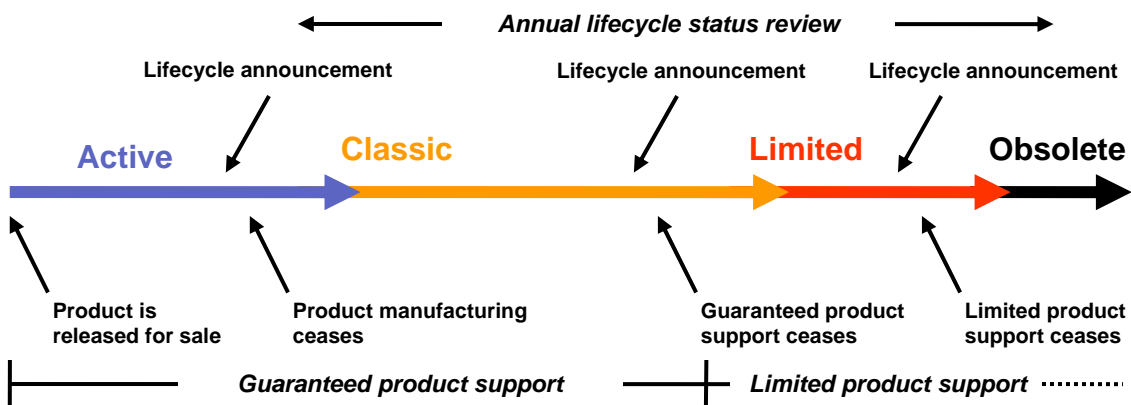 Annual lifecycle status review
Lifecycle announcement
Lifecycle announcement
Lifecycle announcement
Active
Classic
Limited
Obsolete
Product is
released for sale
Product manufacturing
ceases
Guaranteed product
support ceases
Limited product
support ceases
Guaranteed product support
Limited product support